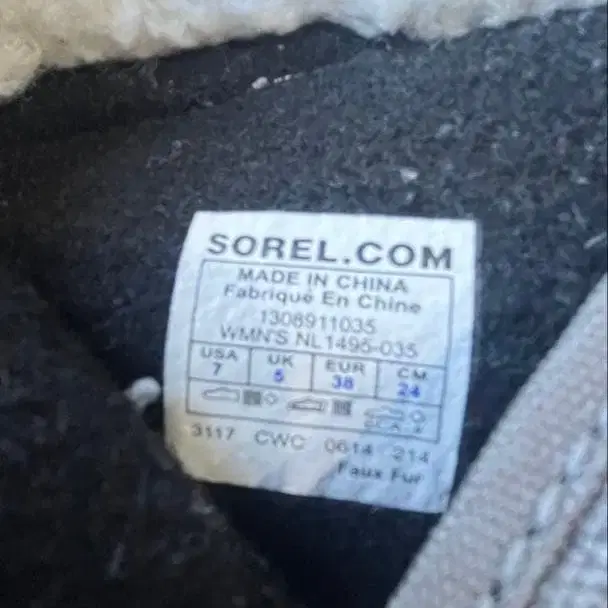 SOREL.COM
MADE IN CHINA
Fabriqué En Chine
1308911035
WMN'S NL1495-035
USA UK EUR CM
7 5 38 24
3117 CWC 0614 214
Faux Fur